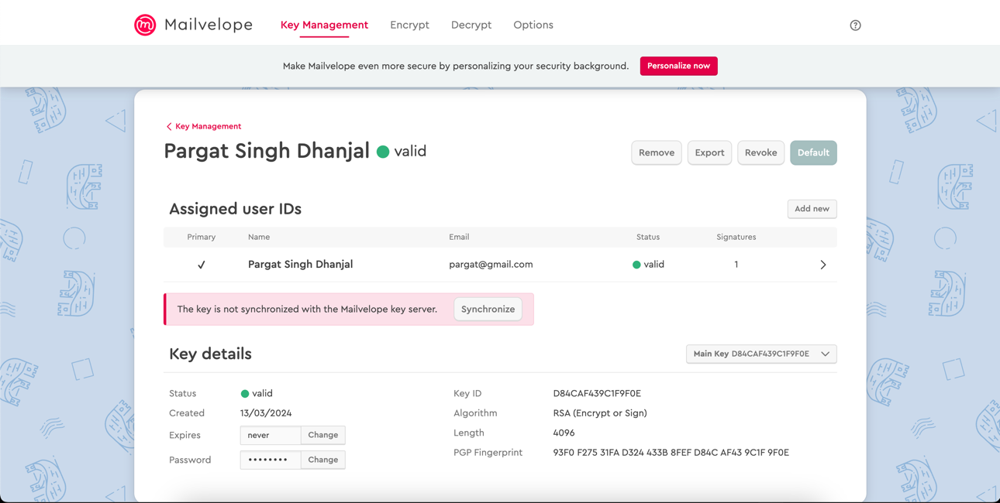 Mailvelope Key Management Encrypt Decrypt Options
Make Mailvelope even more secure by personalizing your security background. Personalize now
Key Management
Pargat Singh Dhanjal valid Remove Export Revoke Default
Assigned user IDs Add new
Primary Name Email Status Signatures
Pargat Singh Dhanjal pargat@gmail.com valid 1
The key is not synchronized with the Mailvelope key server. Synchronize
Key details Main Key D84CAF439C1F9F0E
Status valid Key ID D84CAF439C1F9F0E
Created 13/03/2024 Algorithm RSA (Encrypt or Sign)
Expires never Change Length 4096
PGP Fingerprint 93F0 F275 31FA D324 433B 8FEF D84C AF43 9C1F 9F0E
Password •••••••• Change